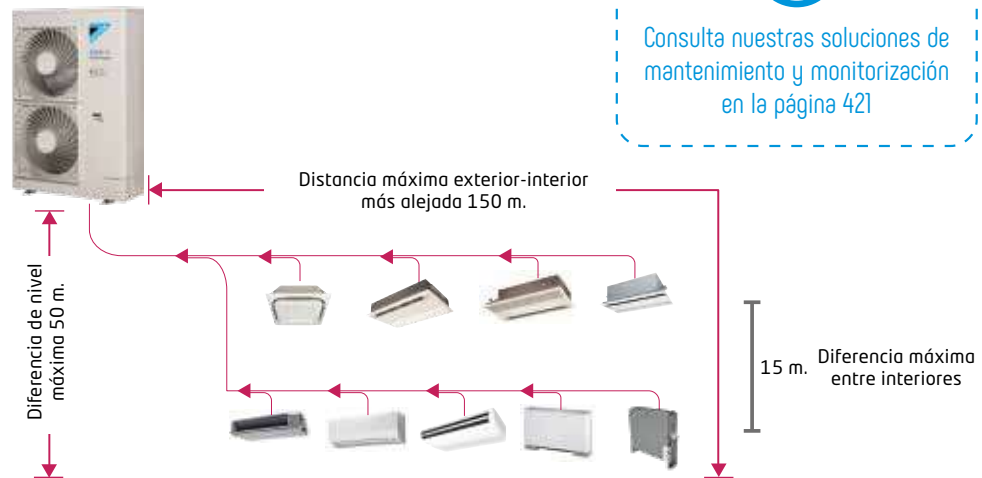 Consulta nuestras soluciones de
mantenimiento y monitorización
en la página 421
Distancia máxima exterior-interior
más alejada 150 m.
Diferencia de nivel
máxima 50 m.
15 m.
Diferencia máxima
entre interiores